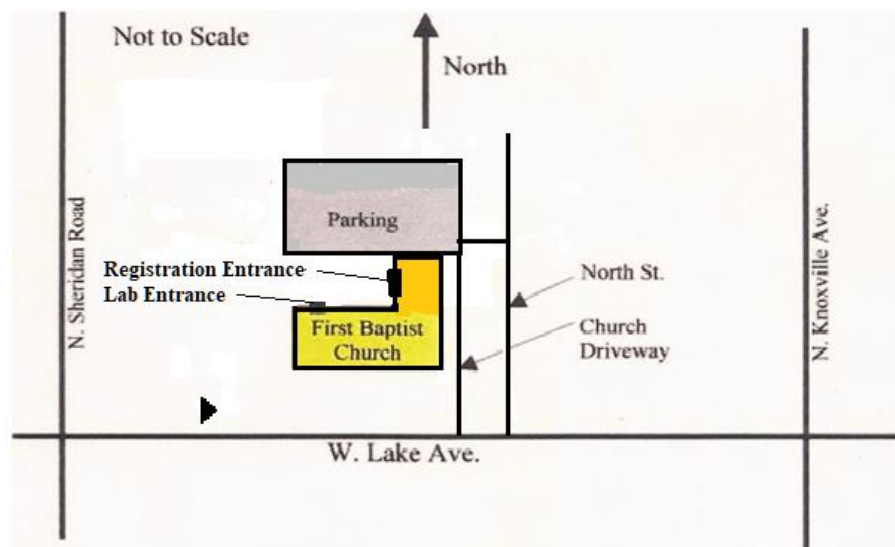 Not to Scale
North
N. Sheridan Road
Parking
Registration Entrance
Lab Entrance
First Baptist
Church
North St.
Church
Driveway
N. Knoxville Ave.
W. Lake Ave.